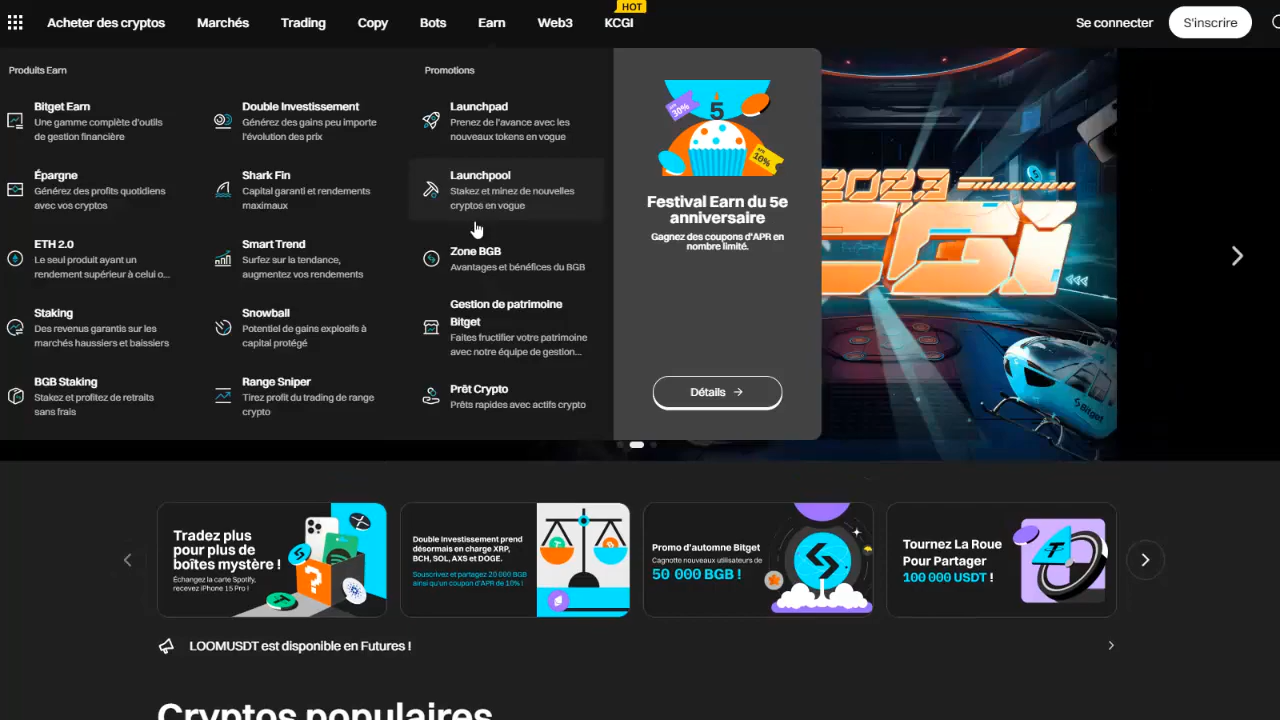 HOT
Acheter des cryptos
Marchés
Trading
Copy
Bots
Earn
Web3
KCGI
Se connecter
S'inscrire
Produits Earn
Bitget Earn
Une gamme complète d'outils
de gestion financière
Épargne
Générez des profits quotidiens
avec vos cryptos
ETH 2.0
Le seul produit ayant un
rendement supérieur à celui o...
Staking
Des revenus garantis sur les
marchés haussiers et baissiers
BGB Staking
Stakez et profitez de retraits
sans frais
Double Investissement
Générez des gains peu importe
l'évolution des prix
Shark Fin
Capital garanti et rendements
maximaux
Smart Trend
Surfez sur la tendance,
augmentez vos rendements
Snowball
Potentiel de gains explosifs à
capital protégé
Range Sniper
Tirez profit du trading de range
crypto
Promotions
Launchpad
Prenez de l'avance avec les
nouveaux tokens en vogue
Launchpool
Stakez et minez de nouvelles
cryptos en vogue
Zone BGB
Avantages et bénéfices du BGB
Gestion de patrimoine
Bitget
Faites fructifier votre patrimoine
avec notre équipe de gestion...
Prêt Crypto
Prêts rapides avec actifs crypto
5
APR
10%
Festival Earn du 5e
anniversaire
Gagnez des coupons d'APR en
nombre limité.
Détails
2023
CGI
Bitget
Tradez plus
pour plus de
boîtes mystère !
Échangez la carte Spotify,
recevez iPhone 15 Pro !
Double Investissement prend
désormais en charge XRP,
BCH, SOL, AXS et DOGE.
Souscrivez et partagez 20 000 BGB
ainsi qu'un coupon d'APR de 10% !
Promo d'automne Bitget
Cagnotte nouveaux utilisateurs de
50 000 BGB !
Tournez La Roue
Pour Partager
100 000 USDT !
LOOMUSDT est disponible en Futures !
Cryptos populaires